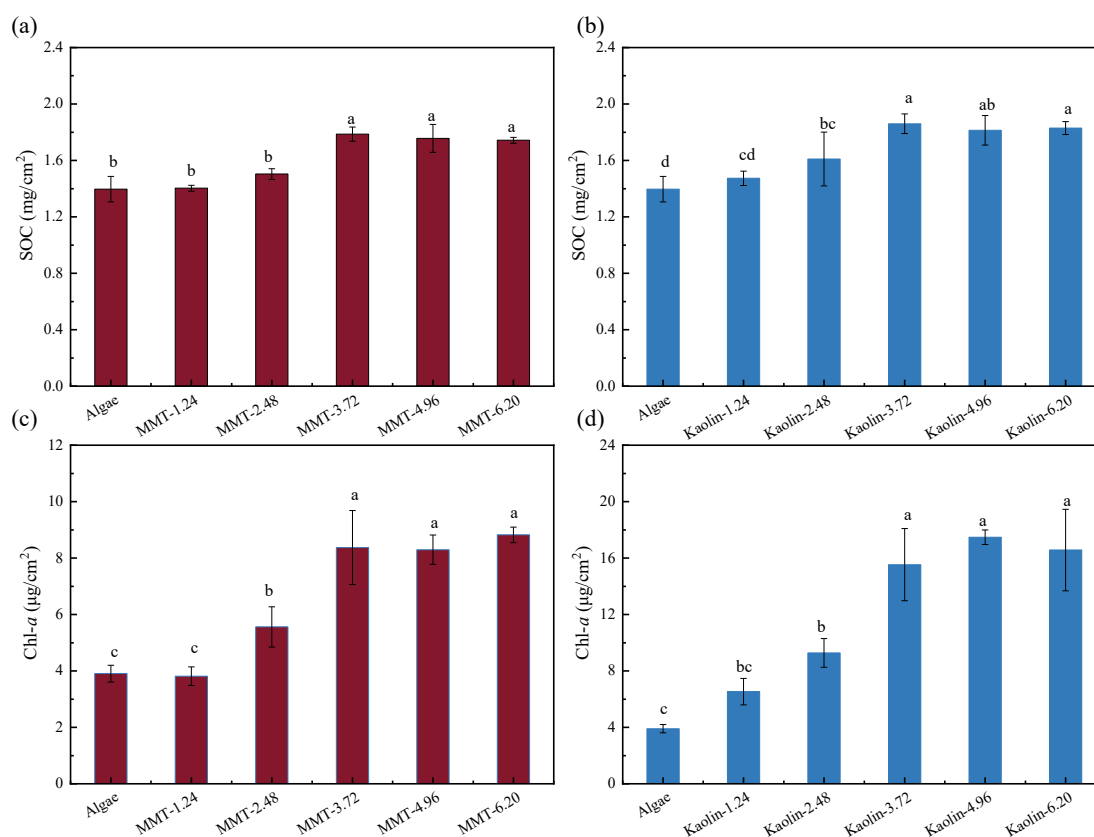 (a)
2.4
2.0
1.6
1.2
0.8
0.4
0.0
SOC (mg/cm²)
b
b
b
a
a
a
Algae
MMT-1.24
MMT-2.48
MMT-3.72
MMT-4.96
MMT-6.20
(b)
2.4
2.0
1.6
1.2
0.8
0.4
0.0
SOC (mg/cm²)
d
cd
bc
a
ab
a
Algae
Kaolin-1.24
Kaolin-2.48
Kaolin-3.72
Kaolin-4.96
Kaolin-6.20
(c)
12
10
8
6
4
2
0
Chl-a (μg/cm²)
c
c
b
a
a
a
Algae
MMT-1.24
MMT-2.48
MMT-3.72
MMT-4.96
MMT-6.20
(d)
24
20
16
12
8
4
0
Chl-a (μg/cm²)
c
bc
b
a
a
a
Algae
Kaolin-1.24
Kaolin-2.48
Kaolin-3.72
Kaolin-4.96
Kaolin-6.20